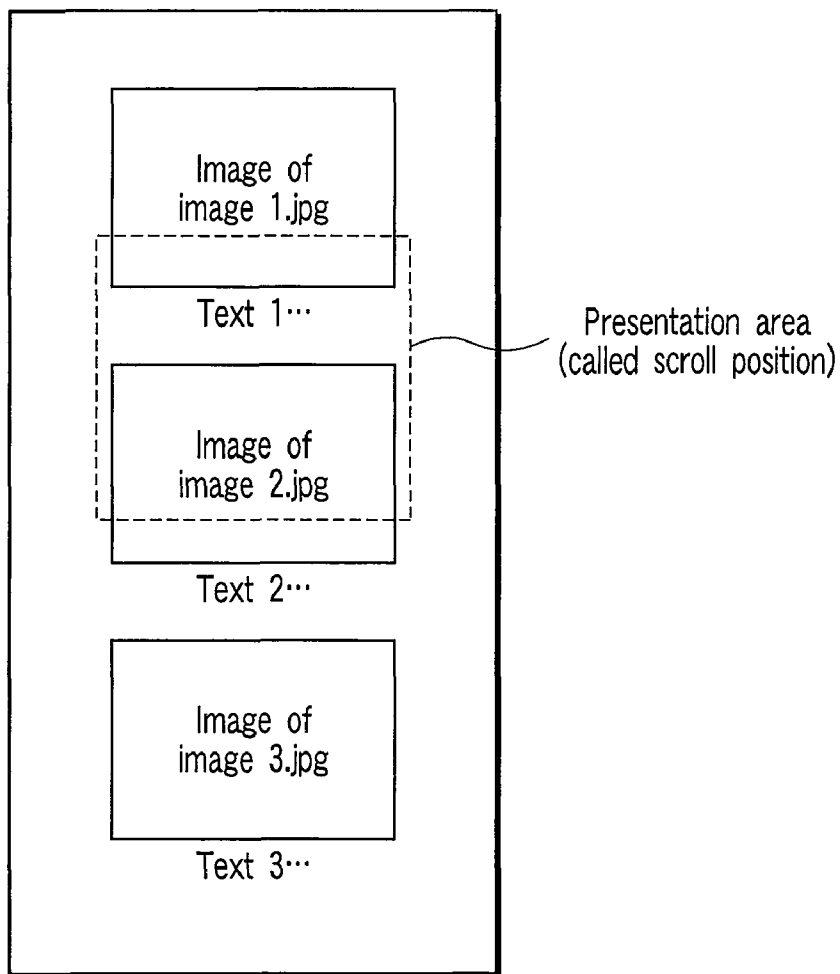 Image of
image 1.jpg
Text 1…
Presentation area
(called scroll position)
Image of
image 2.jpg
Text 2…
Image of
image 3.jpg
Text 3…